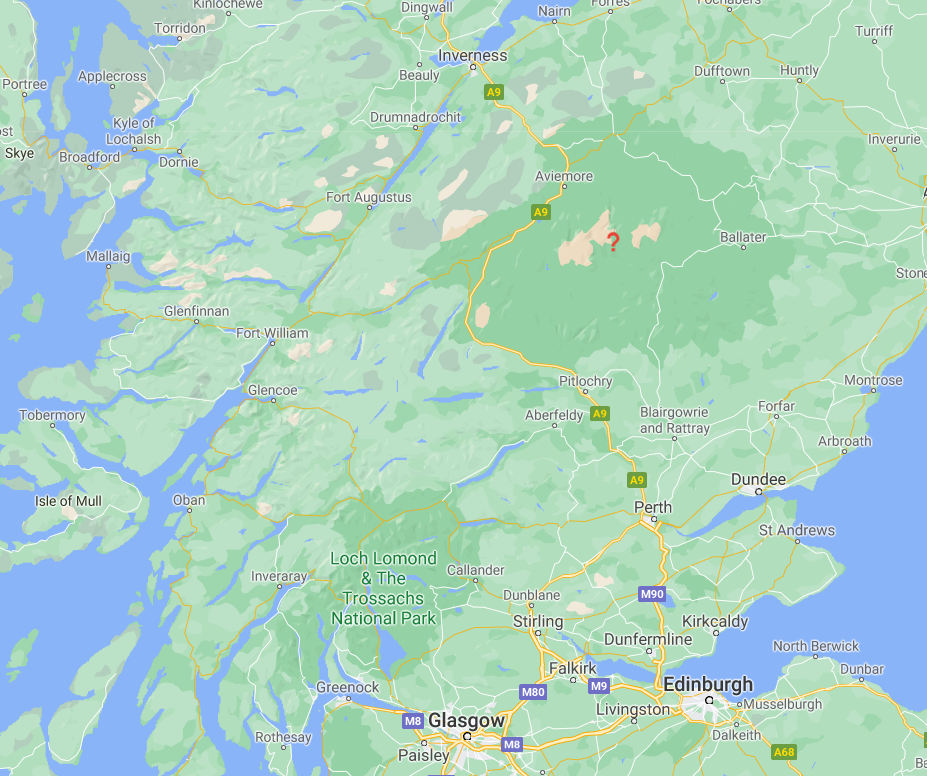 Kinlochewe
Dingwall
Nairn
Forres
Fochabers
Torridon
Turriff
Inverness
Beauly
Applecross
Portree
A9
Dufftown
Huntly
Drumnadrochit
Kyle of
Lochalsh
Inverurie
Skye
Broadford
Dornie
Aviemore
Fort Augustus
A9
?
Ballater
Mallaig
Stone
Glenfinnan
Fort William
Pitlochry
Montrose
Glencoe
Tobermory
Aberfeldy
A9
Blairgowrie
and Rattray
Forfar
Arbroath
A9
Dundee
Isle of Mull
Oban
Perth
St Andrews
Loch Lomond
& The
Trossachs
National Park
Callander
Inveraray
Dunblane
M90
Stirling
Kirkcaldy
Dunfermline
North Berwick
Falkirk
Dunbar
Greenock
M80
M9
Edinburgh
Livingston
Musselburgh
M8
Glasgow
Rothesay
Paisley
M8
Dalkeith
A68